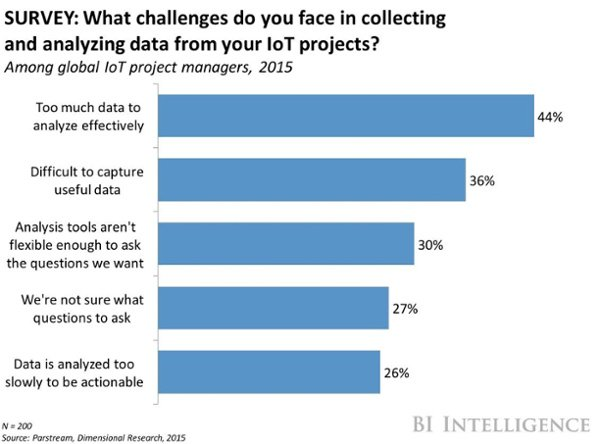 SURVEY: What challenges do you face in collecting
and analyzing data from your IoT projects?
Among global IoT project managers, 2015
Too much data to
analyze effectively
44%
Difficult to capture
useful data
36%
Analysis tools aren't
flexible enough to ask
the questions we want
30%
We're not sure what
questions to ask
27%
Data is analyzed too
slowly to be actionable
26%
N = 200
Source: Parstream, Dimensional Research, 2015
BI INTELLIGENCE